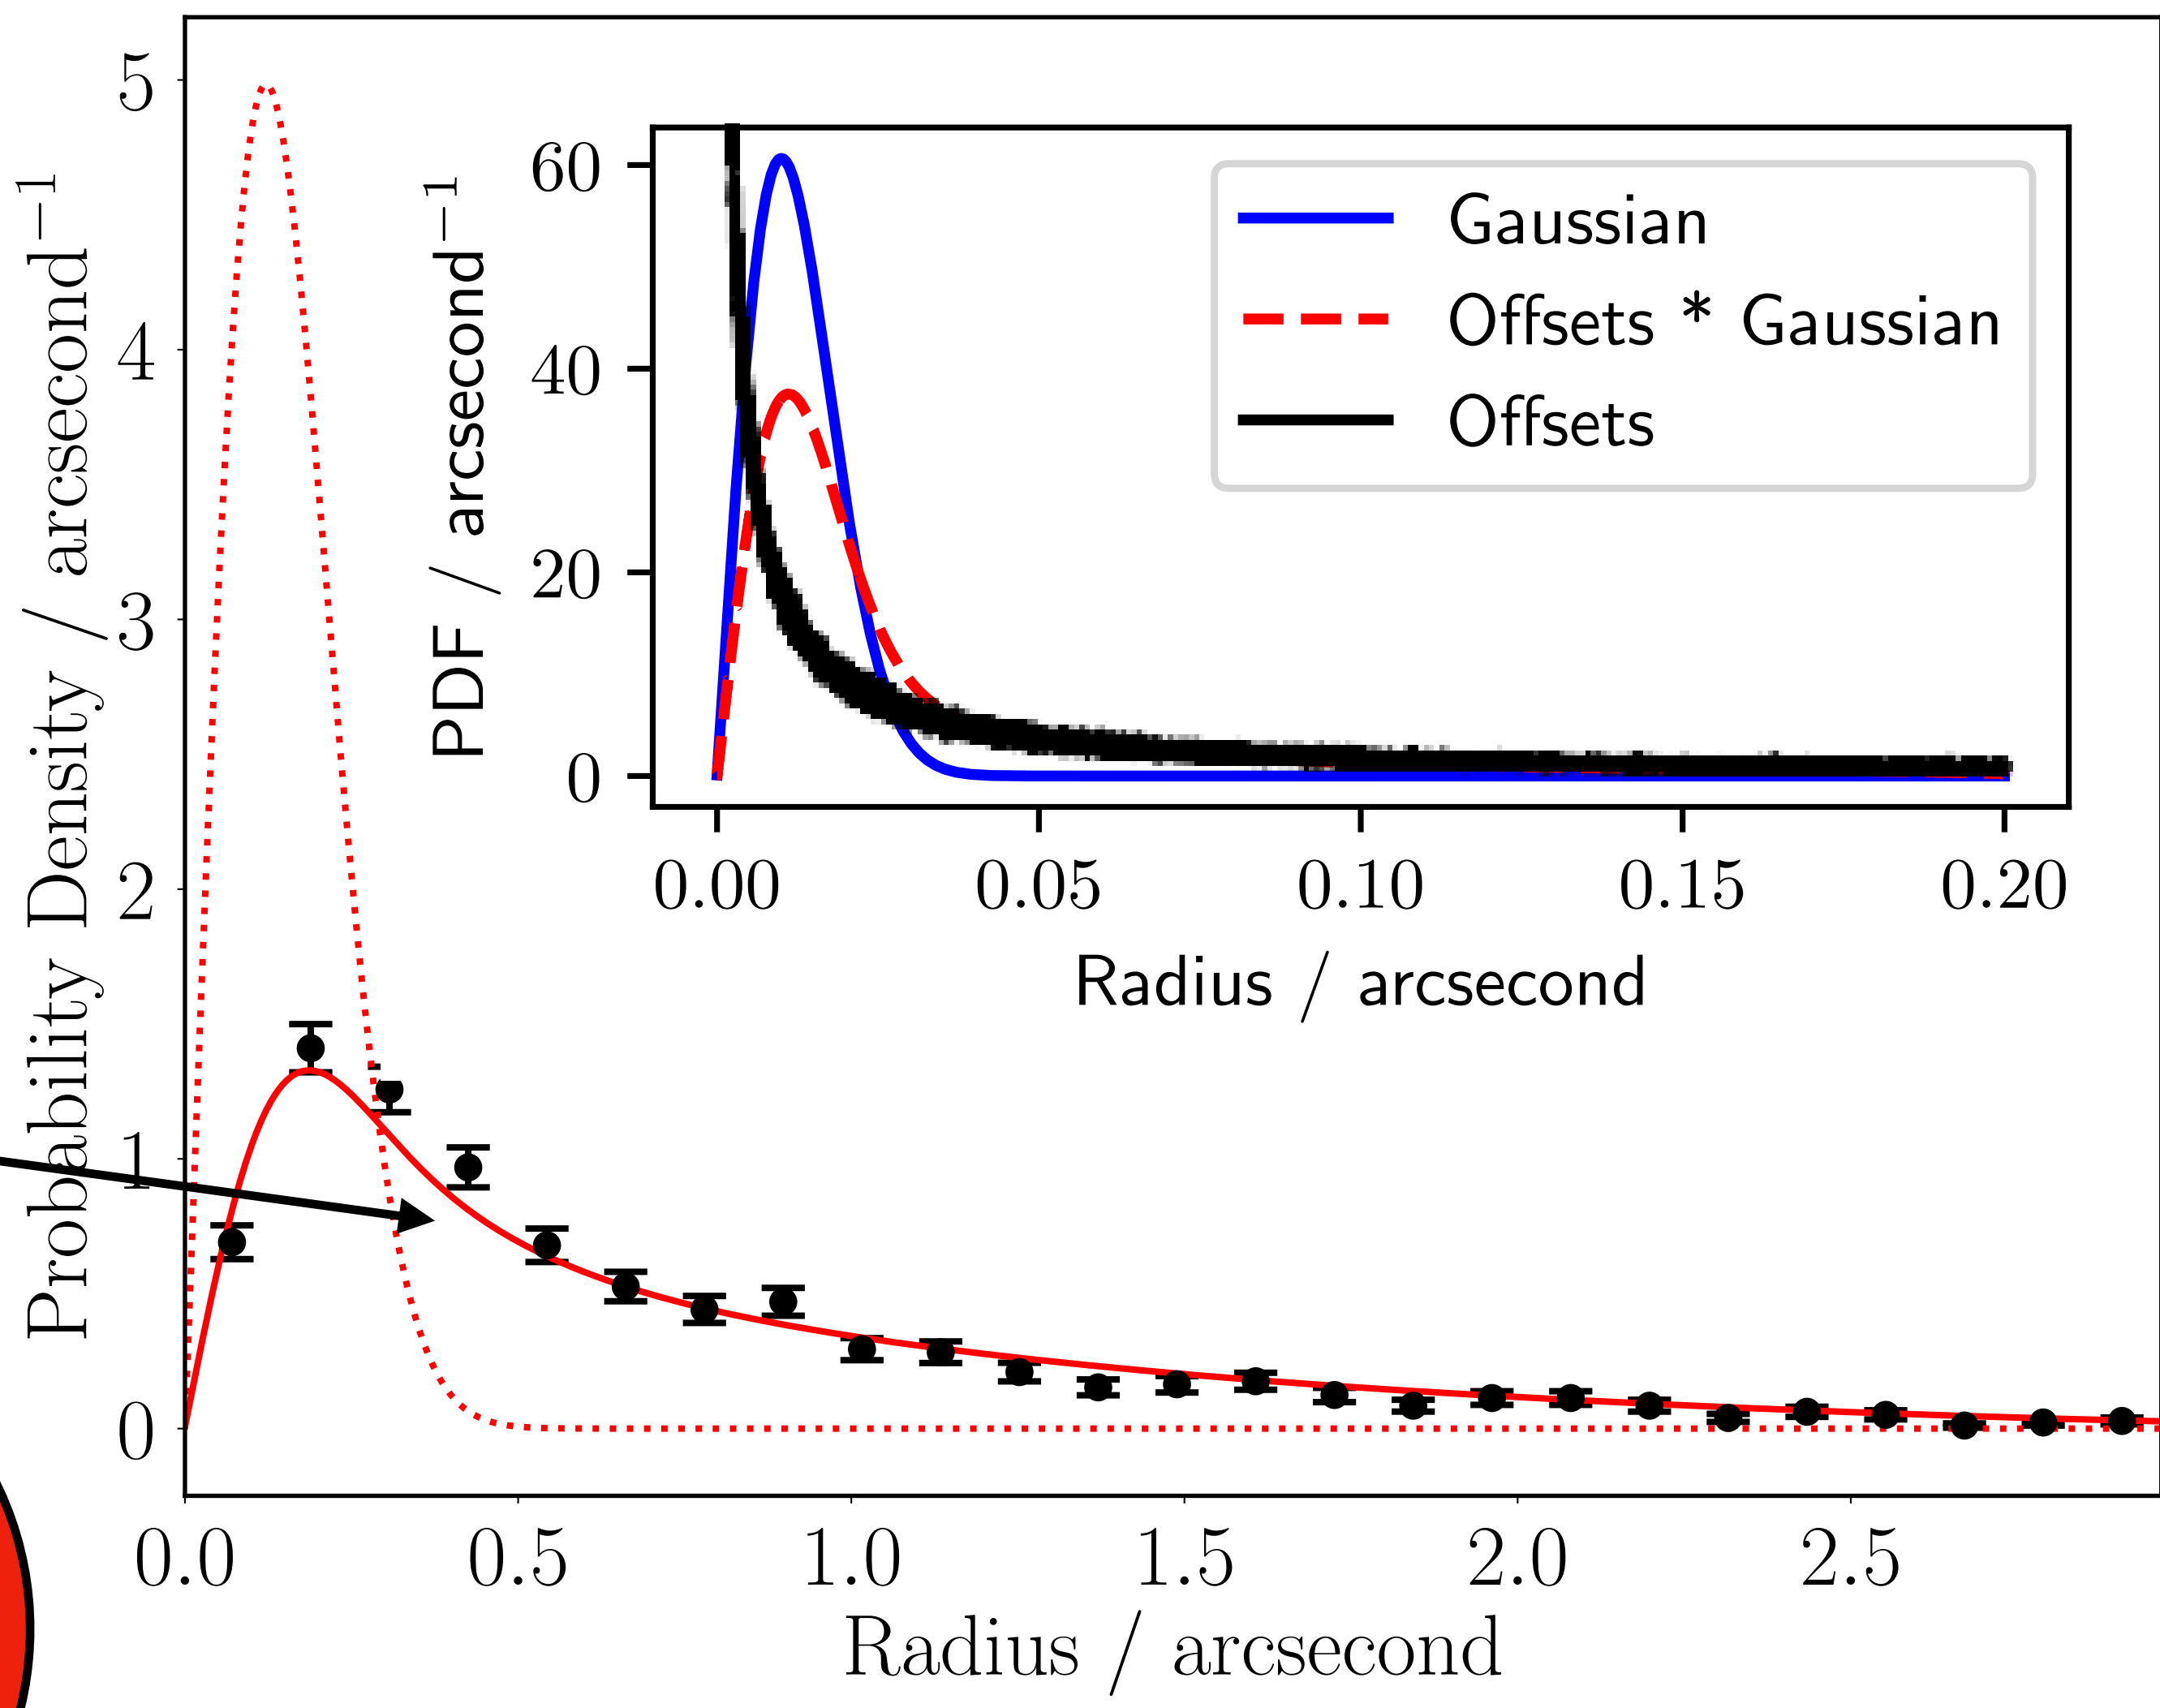 Probability Density / arcsecond⁻¹
5
4
3
2
1
0
0.0 0.5 1.0 1.5 2.0 2.5
Radius / arcsecond
PDF / arcsecond⁻¹
60
40
20
0
0.00 0.05 0.10 0.15 0.20
Radius / arcsecond
Gaussian
Offsets * Gaussian
Offsets